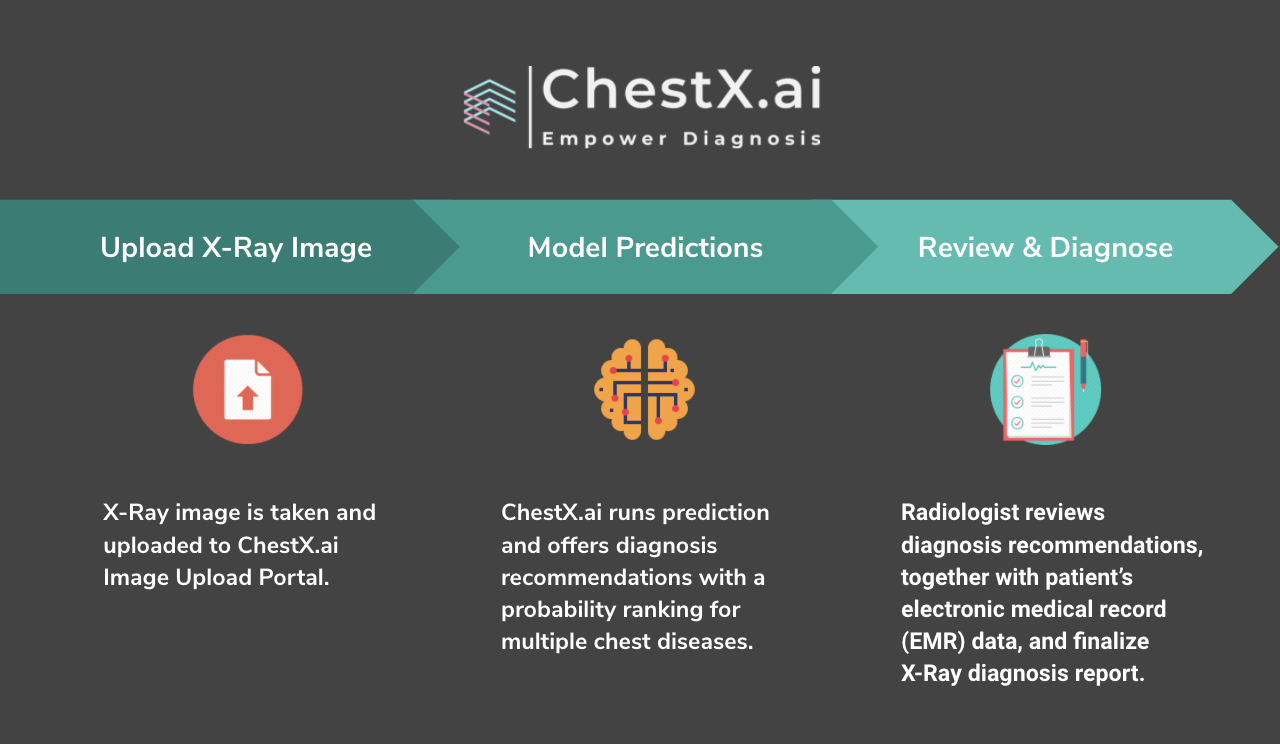 ChestX.ai
Empower Diagnosis
Upload X-Ray Image
Model Predictions
Review & Diagnose
X-Ray image is taken and
uploaded to ChestX.ai
Image Upload Portal.
ChestX.ai runs prediction
and offers diagnosis
recommendations with a
probability ranking for
multiple chest diseases.
Radiologist reviews
diagnosis recommendations,
together with patient’s
electronic medical record
(EMR) data, and finalize
X-Ray diagnosis report.